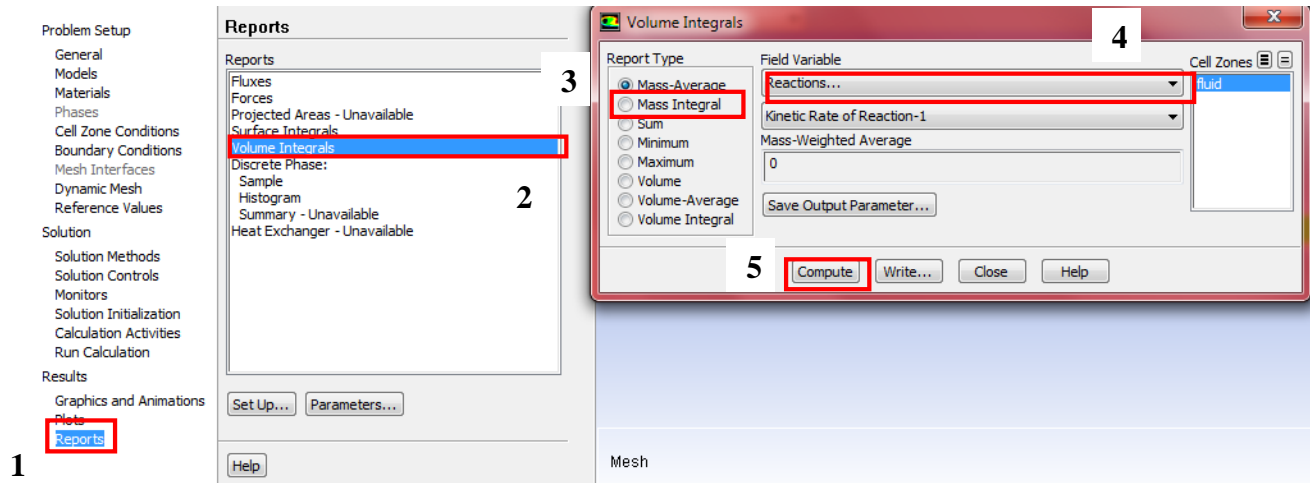 Problem Setup
General
Models
Materials
Phases
Cell Zone Conditions
Boundary Conditions
Mesh Interfaces
Dynamic Mesh
Reference Values
Solution
Solution Methods
Solution Controls
Monitors
Solution Initialization
Calculation Activities
Run Calculation
Results
Graphics and Animations
Plots
Reports
1
Reports
Reports
Fluxes
Forces
Projected Areas - Unavailable
Surface Integrals
Volume Integrals
Discrete Phase:
Sample
Histogram
Summary - Unavailable
Heat Exchanger - Unavailable
2
Set Up... Parameters...
Help
3
Volume Integrals
x
4
Report Type
Mass-Average
Mass Integral
Sum
Minimum
Maximum
Volume
Volume-Average
Volume Integral
Field Variable
Reactions...
Kinetic Rate of Reaction-1
Mass-Weighted Average
0
Save Output Parameter...
Cell Zones
fluid
5
Compute Write... Close Help
Mesh